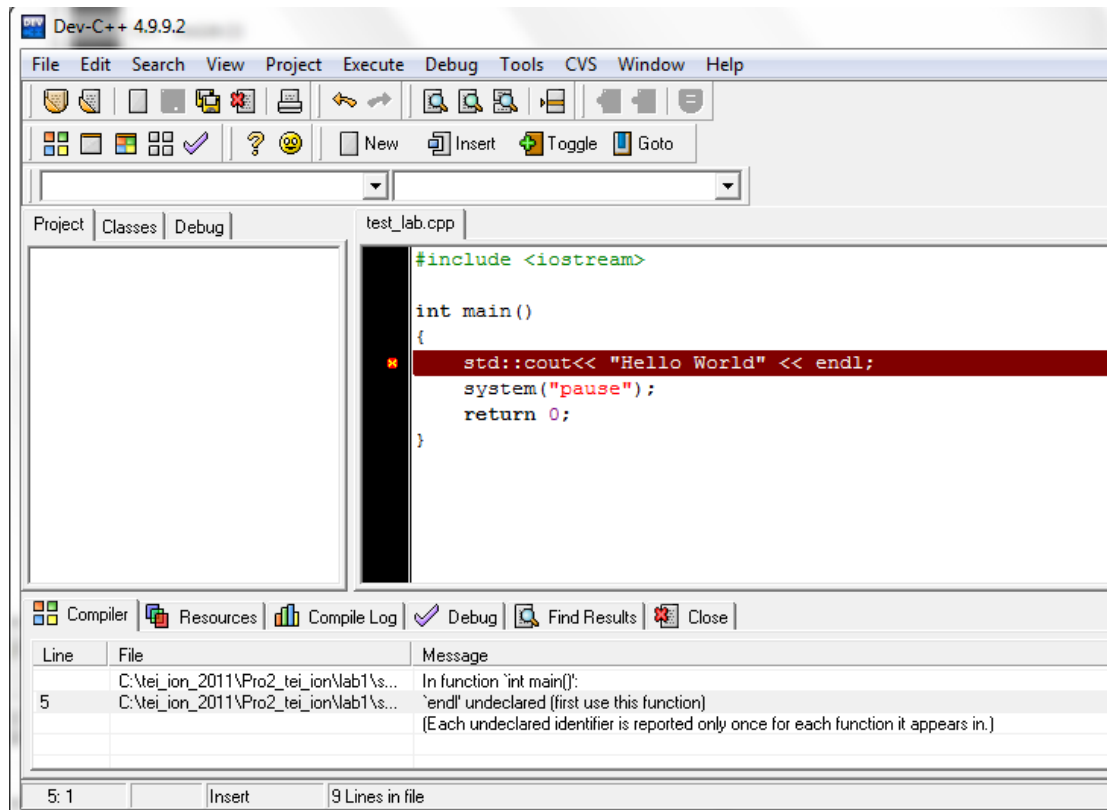 Dev-C++ 4.9.9.2
File Edit Search View Project Execute Debug Tools CVS Window Help
New Insert Toggle Goto
Project Classes Debug
test_lab.cpp
#include <iostream>
int main()
{
std::cout<< "Hello World" << endl;
system("pause");
return 0;
}
Compiler Resources Compile Log Debug Find Results Close
Line File Message
C:\tei_ion_2011\Pro2_tei_ion\lab1\s... In function `int main()':
5 C:\tei_ion_2011\Pro2_tei_ion\lab1\s... `endl' undeclared (first use this function)
(Each undeclared identifier is reported only once for each function it appears in.)
5: 1 Insert 9 Lines in file